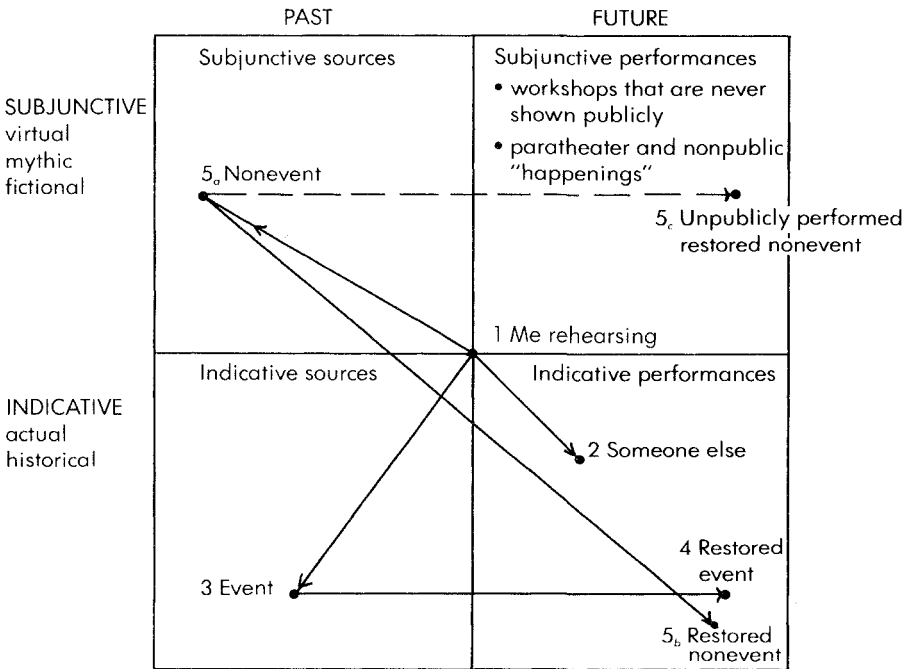 PAST
FUTURE
SUBJUNCTIVE
virtual
mythic
fictional
Subjunctive sources
Subjunctive performances
• workshops that are never
shown publicly
• paratheater and nonpublic
"happenings"
5a Nonevent
5c Unpublicly performed
restored nonevent
1 Me rehearsing
INDICATIVE
actual
historical
Indicative sources
Indicative performances
2 Someone else
3 Event
4 Restored
event
5b Restored
nonevent